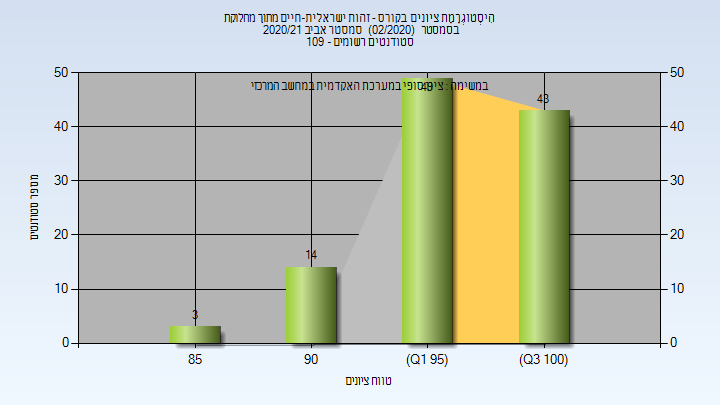 היסטוגרמת ציונים בקורס - זהות ישראלית-חיים מתוך מחלוקת
בסמסטר (02/2020) סמסטר אביב 2020/21
סטודנטים רשומים - 109
במשימה : ציון סופי במערכת האקדמית במחשב המרכזי
50 50
40 40
30 30
20 20
10 10
0 0
מספר סטודנטים
3
14
49
43
85
90
(Q1 95)
(Q3 100)
טווח ציונים